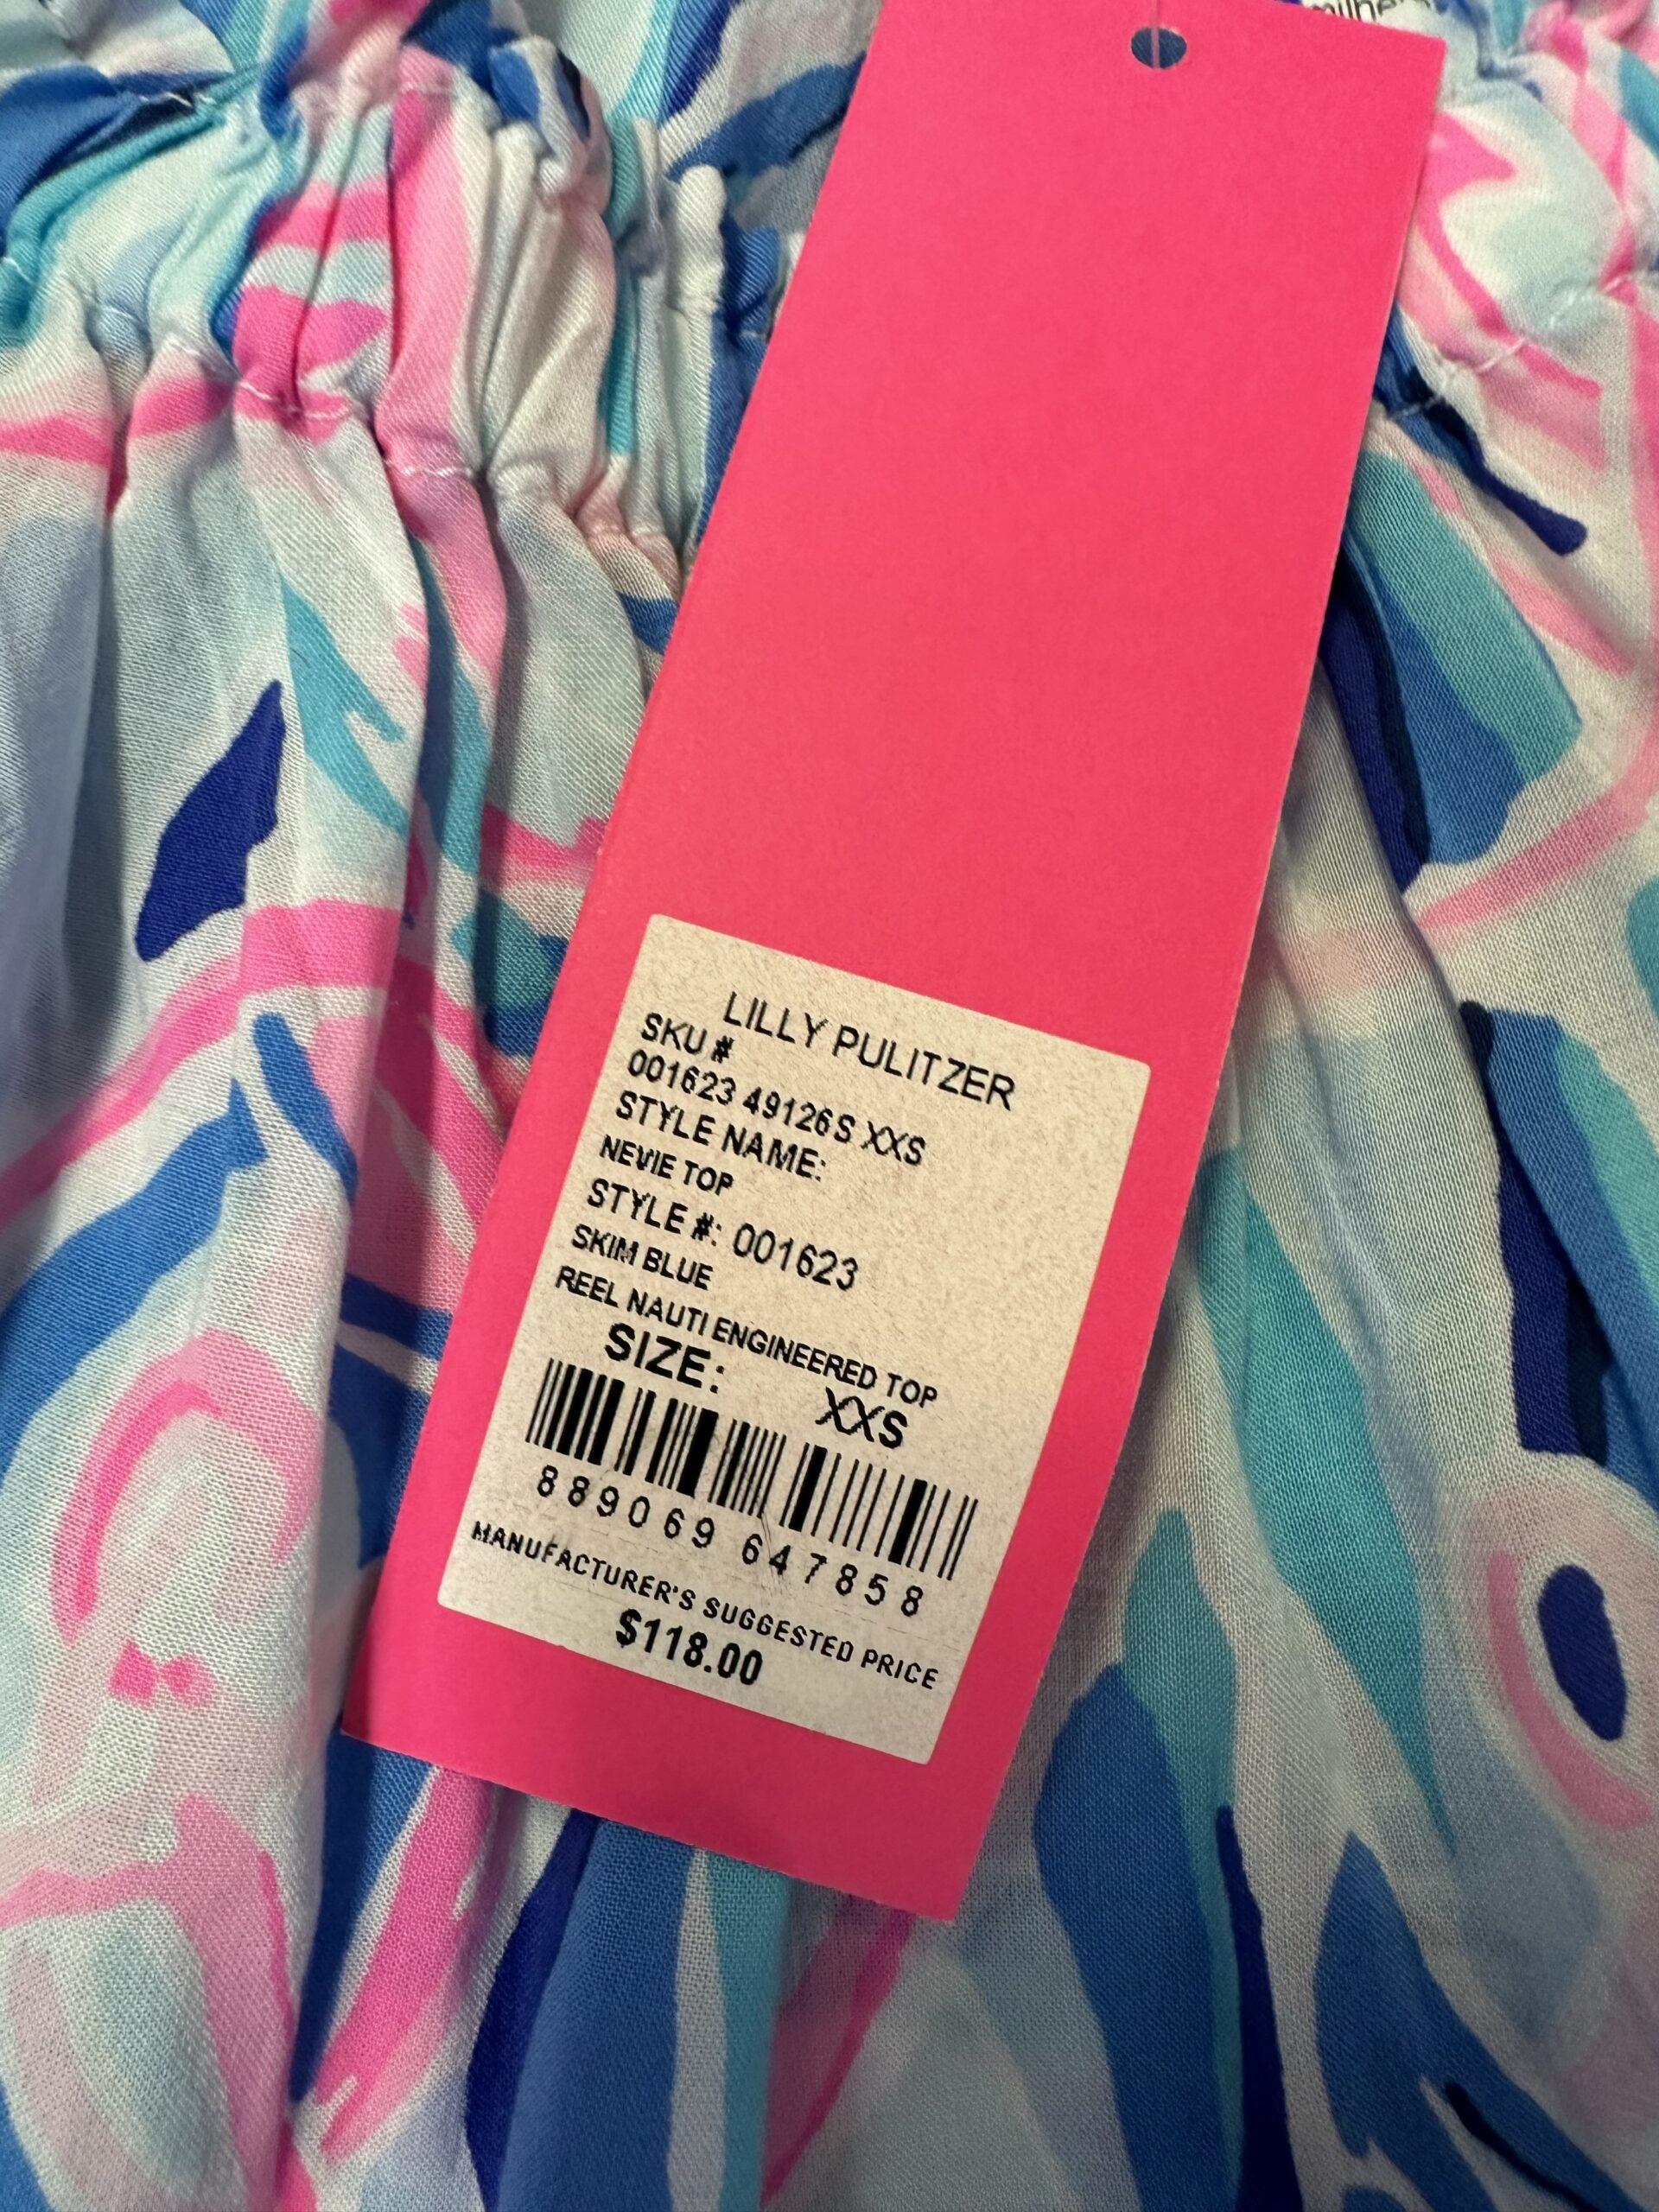 LILLY PULITZER
SKU #
001623 49126S XXS
STYLE NAME:
NEVIE TOP
STYLE #: 001623
SKIM BLUE
REEL NAUTI ENGINEERED TOP
SIZE:
XXS
889069 647858
MANUFACTURER'S SUGGESTED PRICE
$118.00